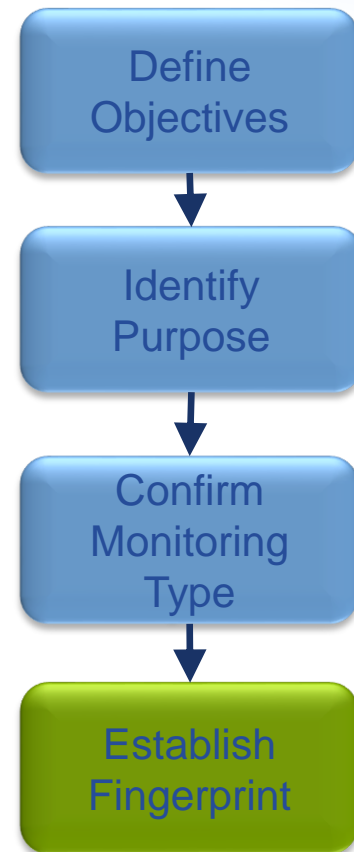 Define
Objectives
Identify
Purpose
Confirm
Monitoring
Type
Establish
Fingerprint